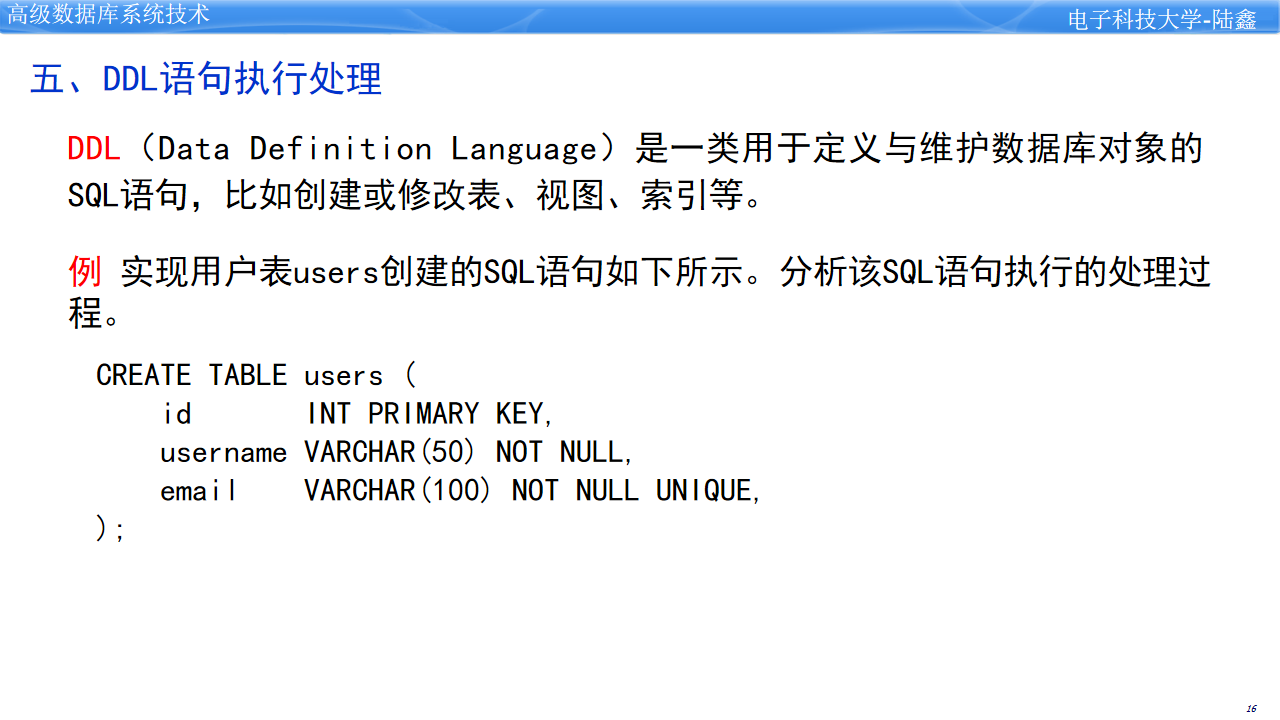 高级数据库系统技术
电子科技大学-陆鑫
五、DDL语句执行处理
DDL（Data Definition Language）是一类用于定义与维护数据库对象的
SQL语句，比如创建或修改表、视图、索引等。
例 实现用户表users创建的SQL语句如下所示。分析该SQL语句执行的处理过
程。
CREATE TABLE users (
id INT PRIMARY KEY,
username VARCHAR(50) NOT NULL,
email VARCHAR(100) NOT NULL UNIQUE,
);
16